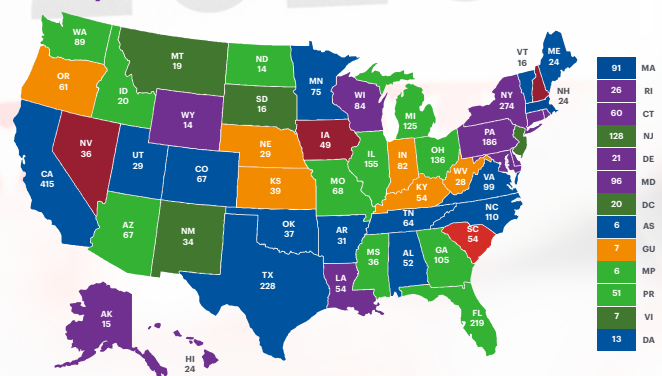 WA
89
OR
61
ID
20
MT
19
ND
14
SD
16
WY
14
NV
36
CA
415
UT
29
CO
67
AZ
67
NM
34
NE
29
KS
39
OK
37
TX
228
MN
75
IA
49
MO
68
AR
31
LA
54
WI
84
IL
155
MI
125
IN
82
OH
136
KY
54
TN
64
MS
36
AL
52
GA
105
FL
219
SC
54
NC
110
VA
99
WV
28
PA
186
NY
274
VT
16
ME
24
NH
24
AK
15
HI
24
91 MA
26 RI
60 CT
128 NJ
21 DE
96 MD
20 DC
6 AS
7 GU
6 MP
51 PR
7 VI
13 DA